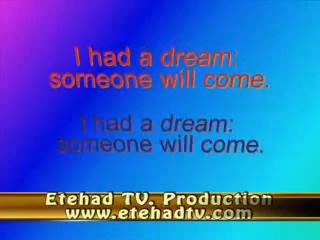 I had a dream:
someone will come.
I had a dream:
someone will come.
Etehad TV. Production
www.etehadtv.com